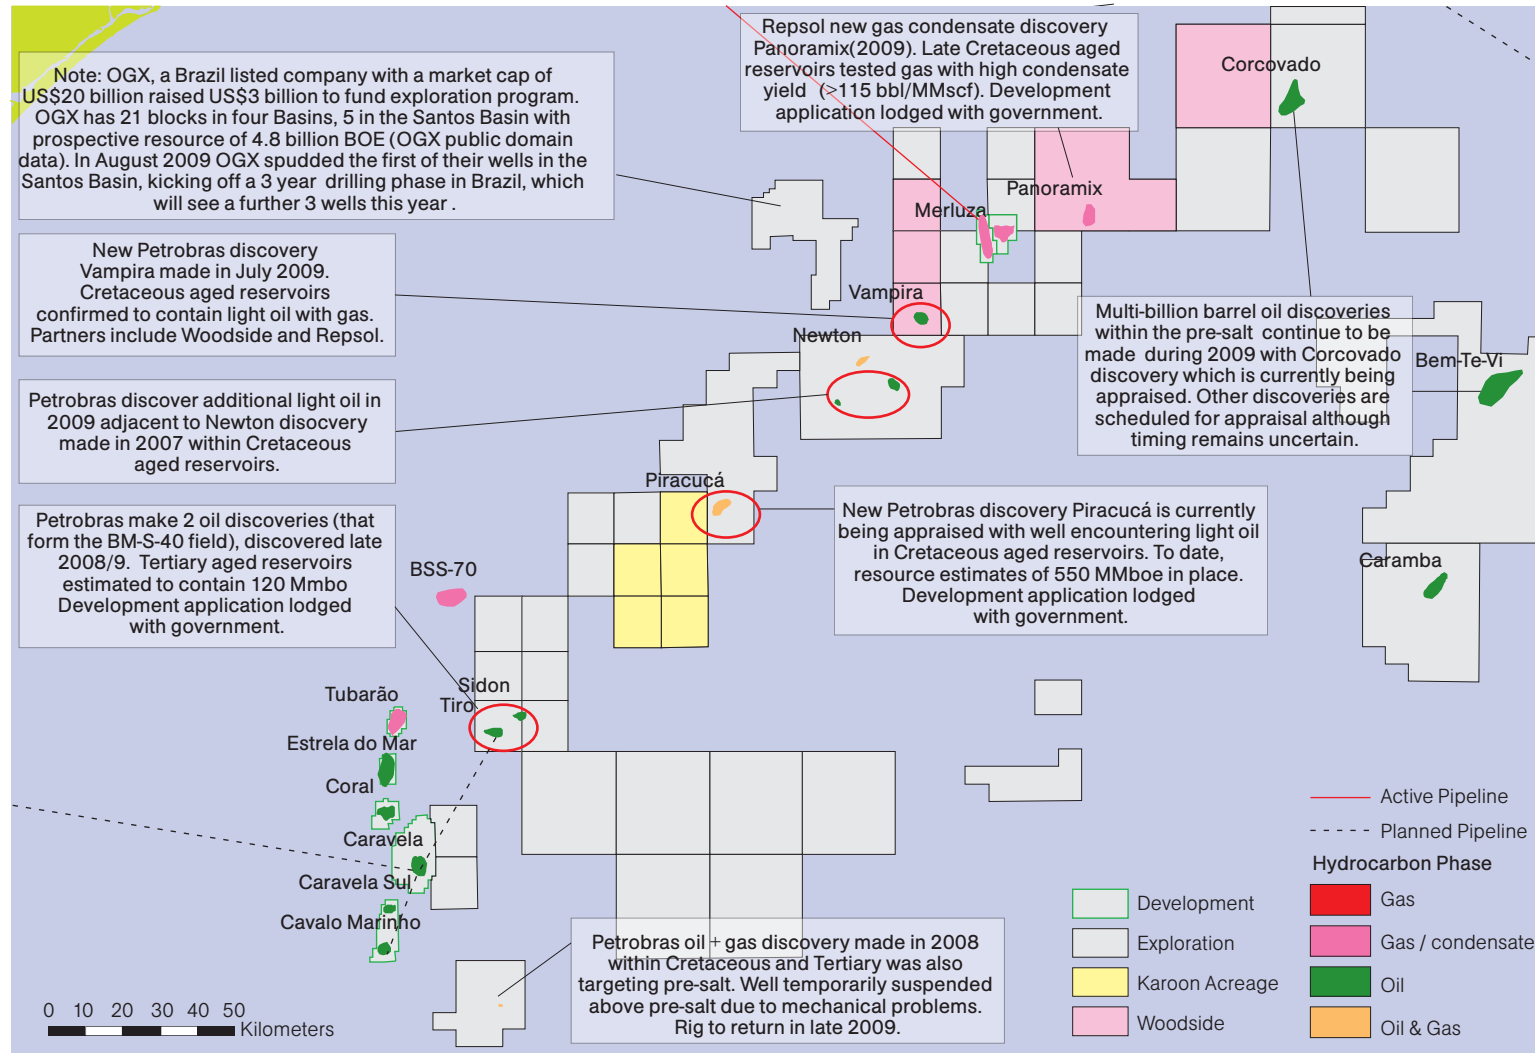 Repsol new gas condensate discovery
Panoramix(2009). Late Cretaceous aged
reservoirs tested gas with high condensate
yield (>115 bbl/MMscf). Development
application lodged with government.
Corcovado
Note: OGX, a Brazil listed company with a market cap of
US$20 billion raised US$3 billion to fund exploration program.
OGX has 21 blocks in four Basins, 5 in the Santos Basin with
prospective resource of 4.8 billion BOE (OGX public domain
data). In August 2009 OGX spudded the first of their wells in the
Santos Basin, kicking off a 3 year drilling phase in Brazil, which
will see a further 3 wells this year .
Panoramix
Merluza
New Petrobras discovery
Vampira made in July 2009.
Cretaceous aged reservoirs
confirmed to contain light oil with gas.
Partners include Woodside and Repsol.
Vampira
Newton
Multi-billion barrel oil discoveries
within the pre-salt continue to be
made during 2009 with Corcovado
discovery which is currently being
appraised. Other discoveries are
scheduled for appraisal although
timing remains uncertain.
Bem-Te-Vi
Petrobras discover additional light oil in
2009 adjacent to Newton disocvery
made in 2007 within Cretaceous
aged reservoirs.
Piracucá
New Petrobras discovery Piracucá is currently
being appraised with well encountering light oil
in Cretaceous aged reservoirs. To date,
resource estimates of 550 MMboe in place.
Development application lodged
with government.
Caramba
Petrobras make 2 oil discoveries (that
form the BM-S-40 field), discovered late
2008/9. Tertiary aged reservoirs
estimated to contain 120 Mmbo
Development application lodged
with government.
BSS-70
Sidon
Tiro
Tubarão
Estrela do Mar
Coral
Caravela
Caravela Sul
Cavalo Marinho
Petrobras oil + gas discovery made in 2008
within Cretaceous and Tertiary was also
targeting pre-salt. Well temporarily suspended
above pre-salt due to mechanical problems.
Rig to return in late 2009.
0 10 20 30 40 50
Kilometers
Development
Exploration
Karoon Acreage
Woodside
Active Pipeline
Planned Pipeline
Hydrocarbon Phase
Gas
Gas / condensate
Oil
Oil & Gas